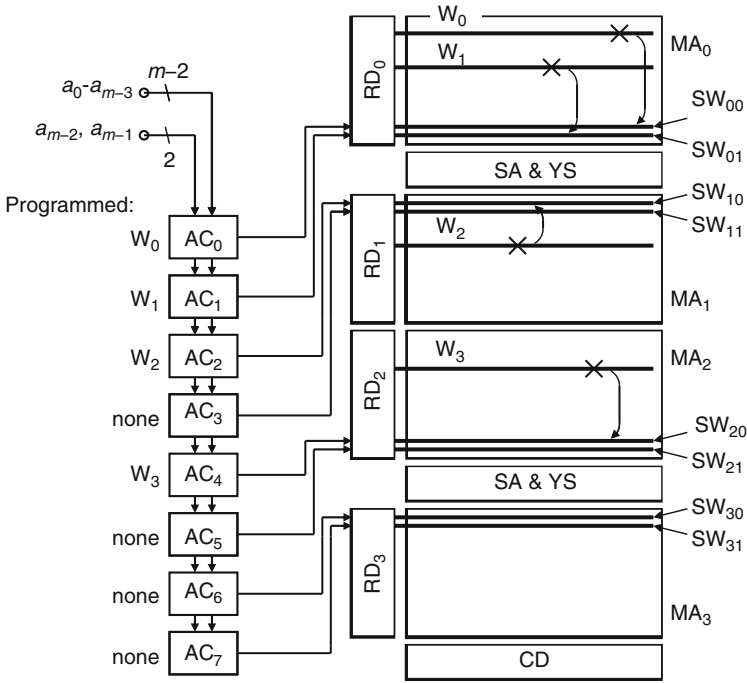 a₀-aₘ₋₃
m–2
aₘ₋₂, aₘ₋₁
2
Programmed:
W₀ AC₀
W₁ AC₁
W₂ AC₂
none AC₃
W₃ AC₄
none AC₅
none AC₆
none AC₇
RD₀
W₀
W₁
MA₀
SW₀₀
SW₀₁
SA & YS
RD₁
SW₁₀
SW₁₁
W₂
MA₁
RD₂
W₃
MA₂
SW₂₀
SW₂₁
SA & YS
RD₃
SW₃₀
SW₃₁
MA₃
CD